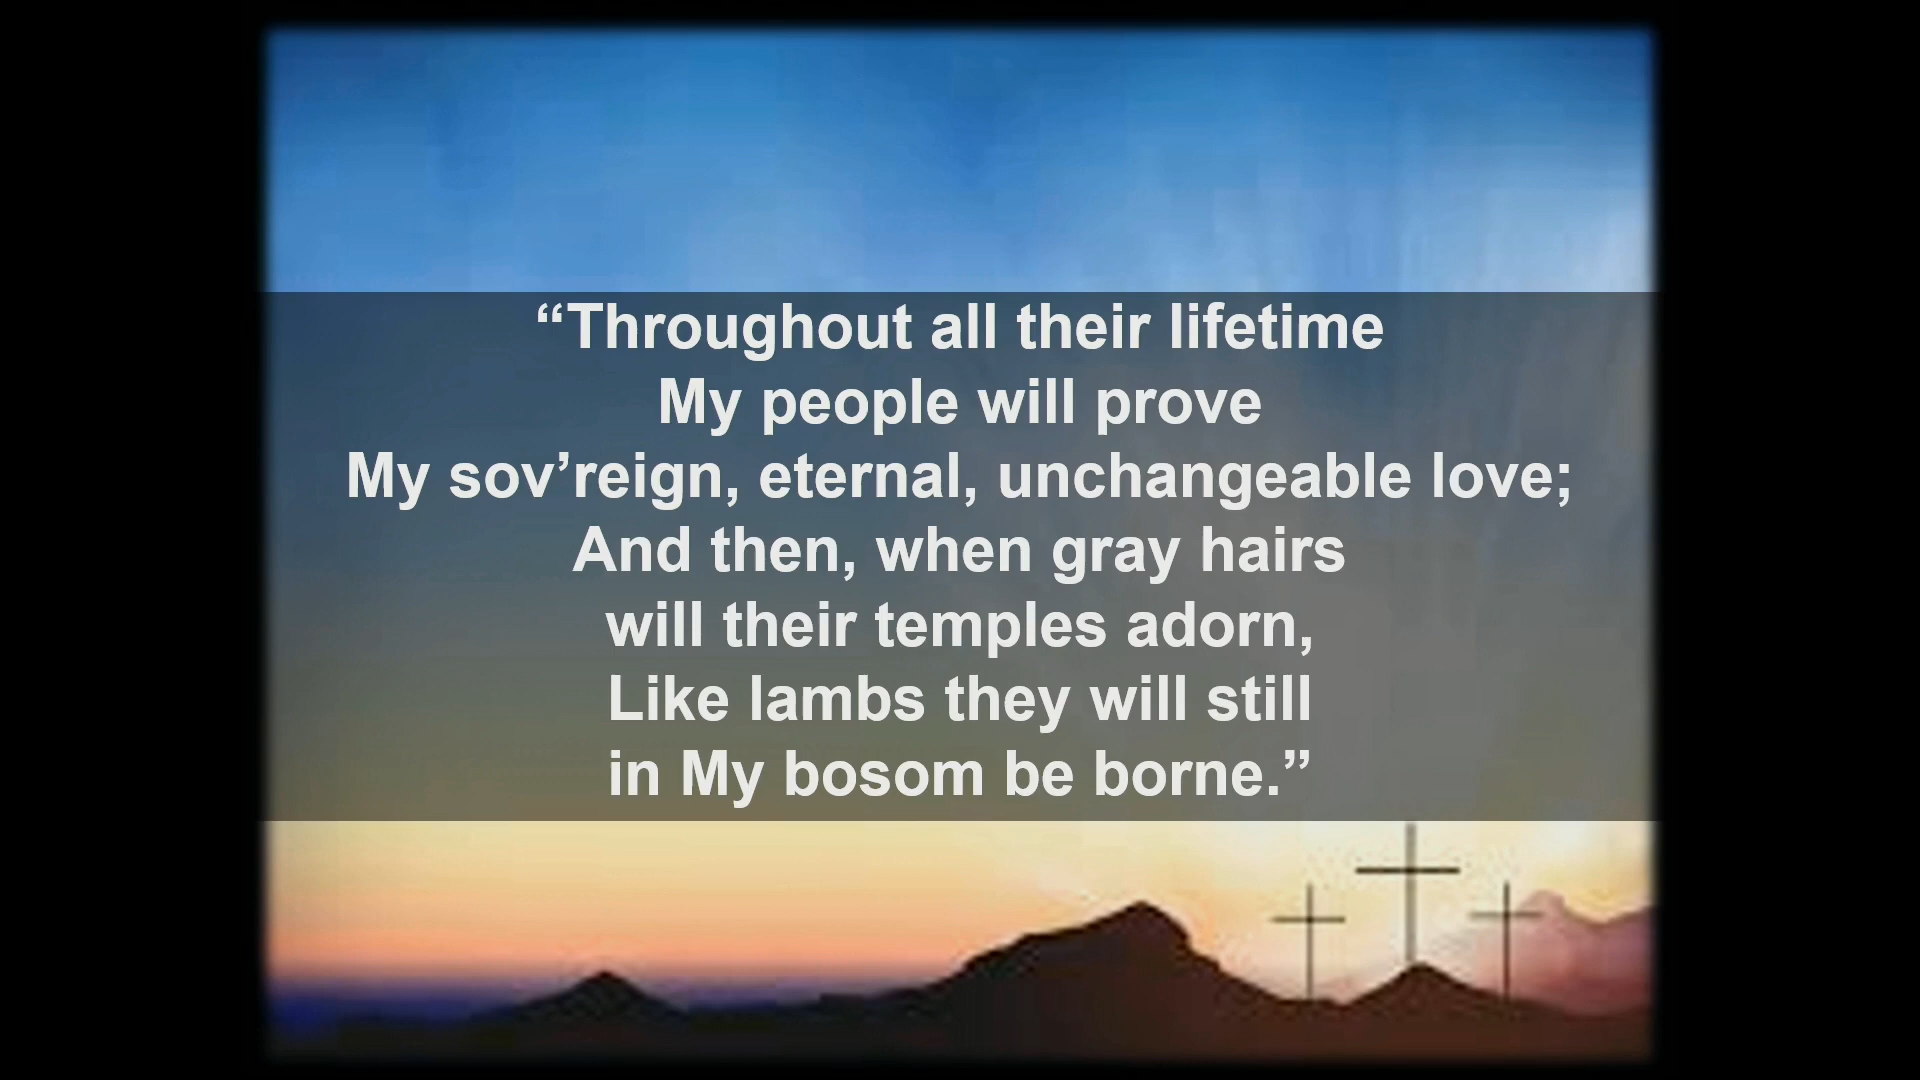 “Throughout all their lifetime
My people will prove
My sov’reign, eternal, unchangeable love;
And then, when gray hairs
will their temples adorn,
Like lambs they will still
in My bosom be borne.”